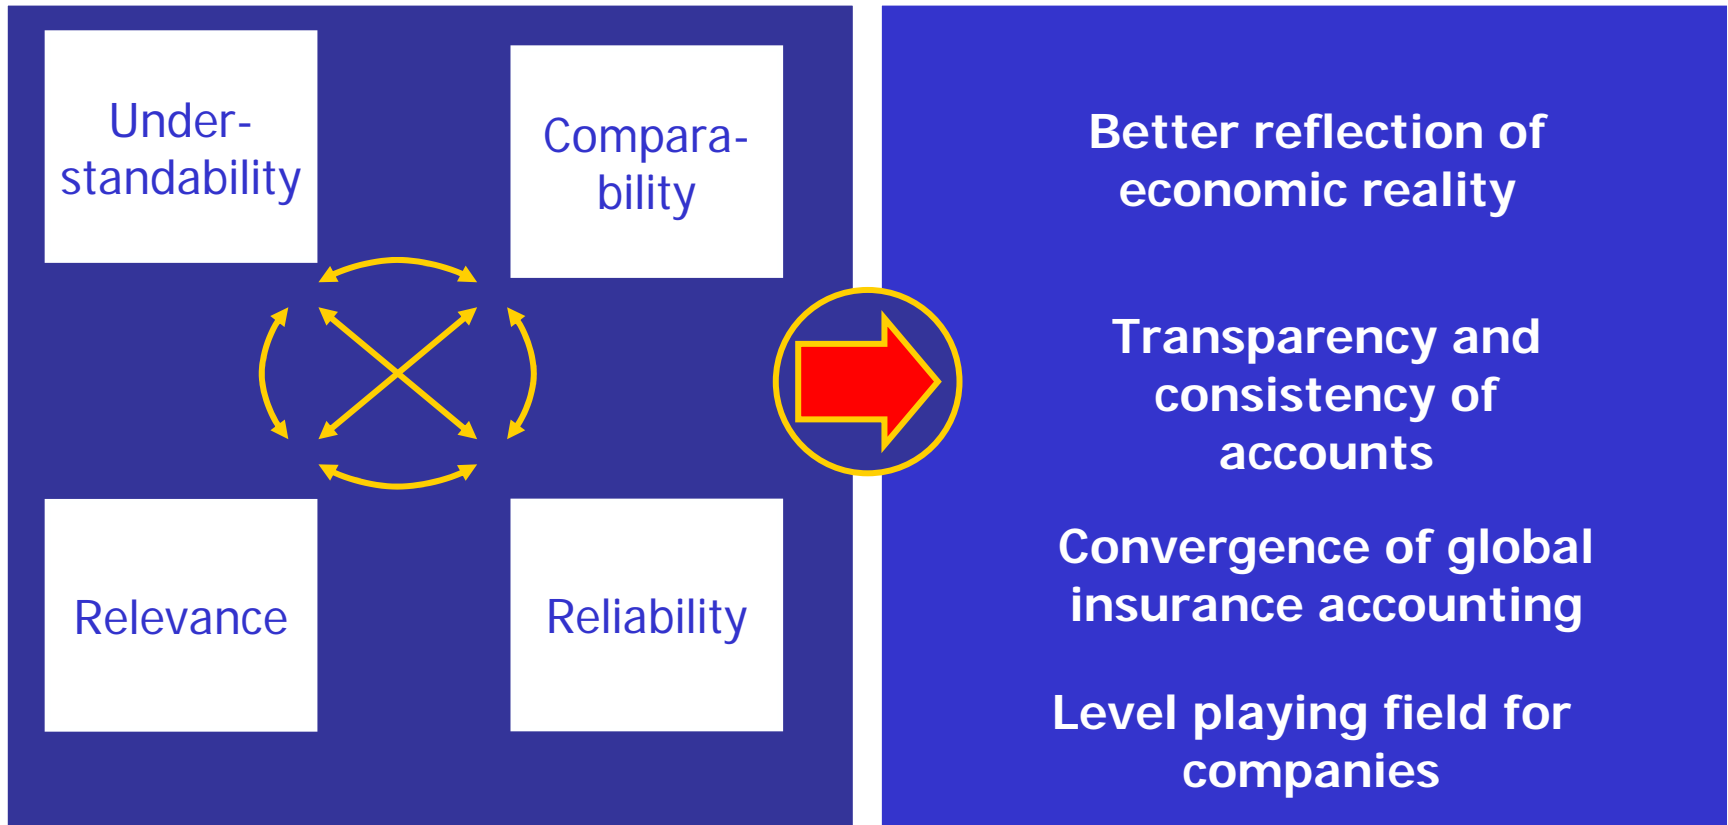 Under-
standability
Compara-
bility
Relevance
Reliability
Better reflection of
economic reality
Transparency and
consistency of
accounts
Convergence of global
insurance accounting
Level playing field for
companies